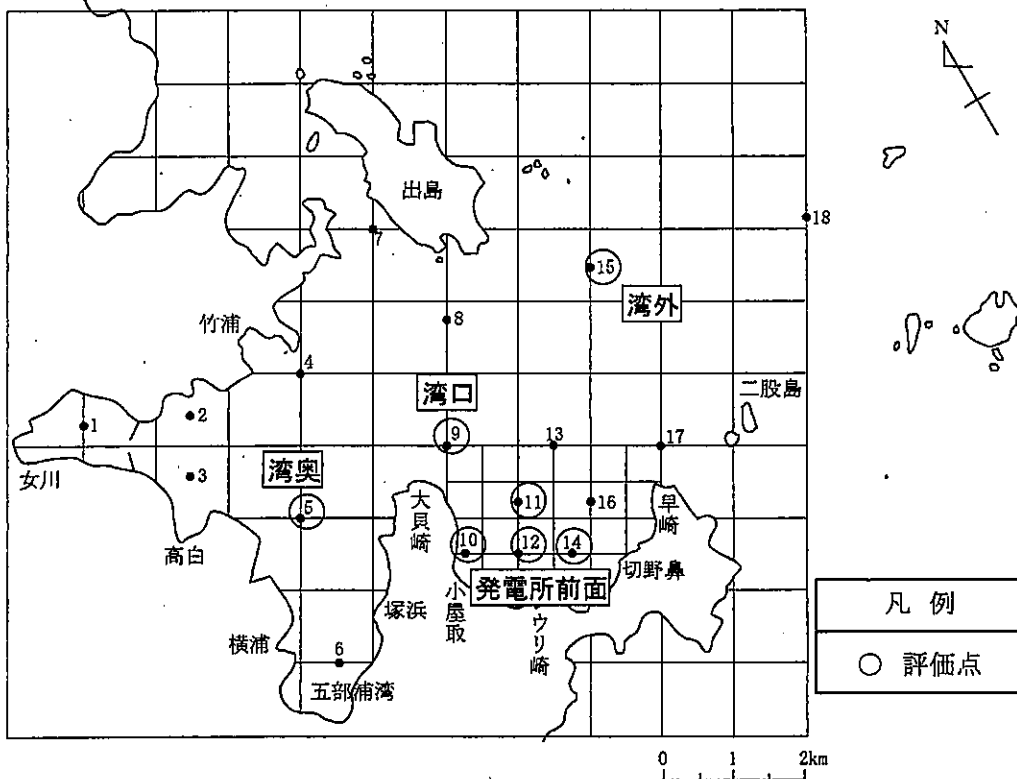 N
出島
18
7
15
湾外
竹浦
8
4
湾口
二股島
2
1
9
13
17
女川
3
湾奥
大貝崎
5
11
16
早崎
高白
10
12
14
切野鼻
発電所前面
小屋取
塚浜
ウリ崎
横浦
6
五部浦湾
凡例
○ 評価点
0 1 2km